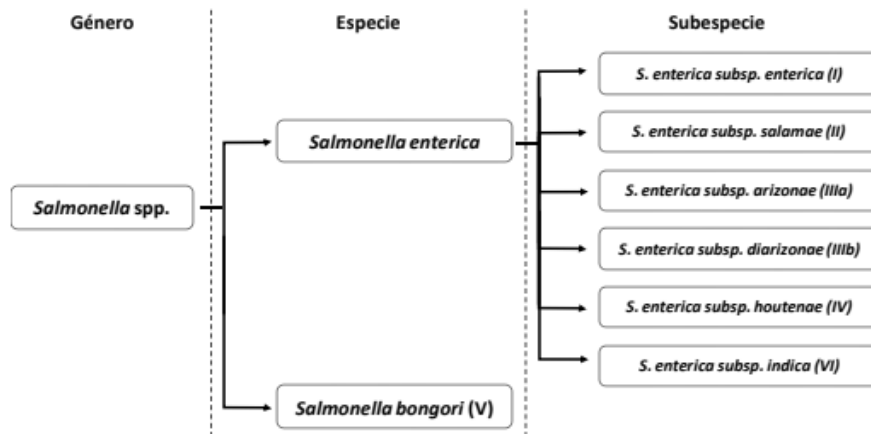 Género
Especie
Subespecie
Salmonella spp.
Salmonella enterica
Salmonella bongori (V)
S. enterica subsp. enterica (I)
S. enterica subsp. salamae (II)
S. enterica subsp. arizonae (IIIa)
S. enterica subsp. diarizonae (IIIb)
S. enterica subsp. houtenae (IV)
S. enterica subsp. indica (VI)